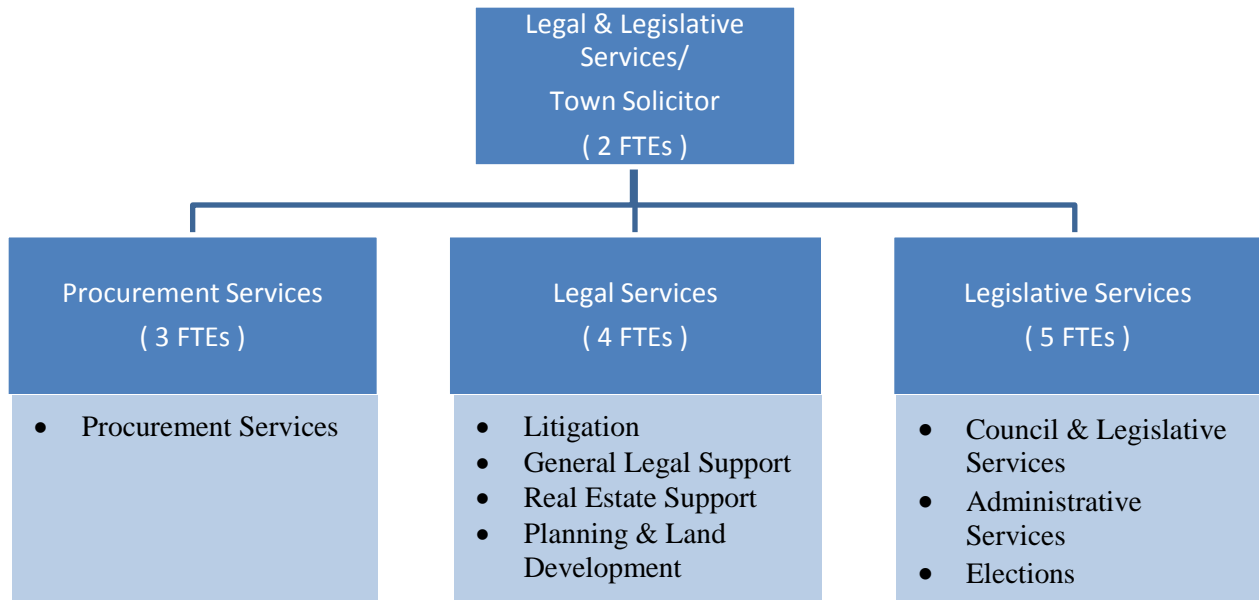 Legal & Legislative
Services/
Town Solicitor
( 2 FTEs )
Procurement Services
( 3 FTEs )
• Procurement Services
Legal Services
( 4 FTEs )
• Litigation
• General Legal Support
• Real Estate Support
• Planning & Land
Development
Legislative Services
( 5 FTEs )
• Council & Legislative
Services
• Administrative
Services
• Elections